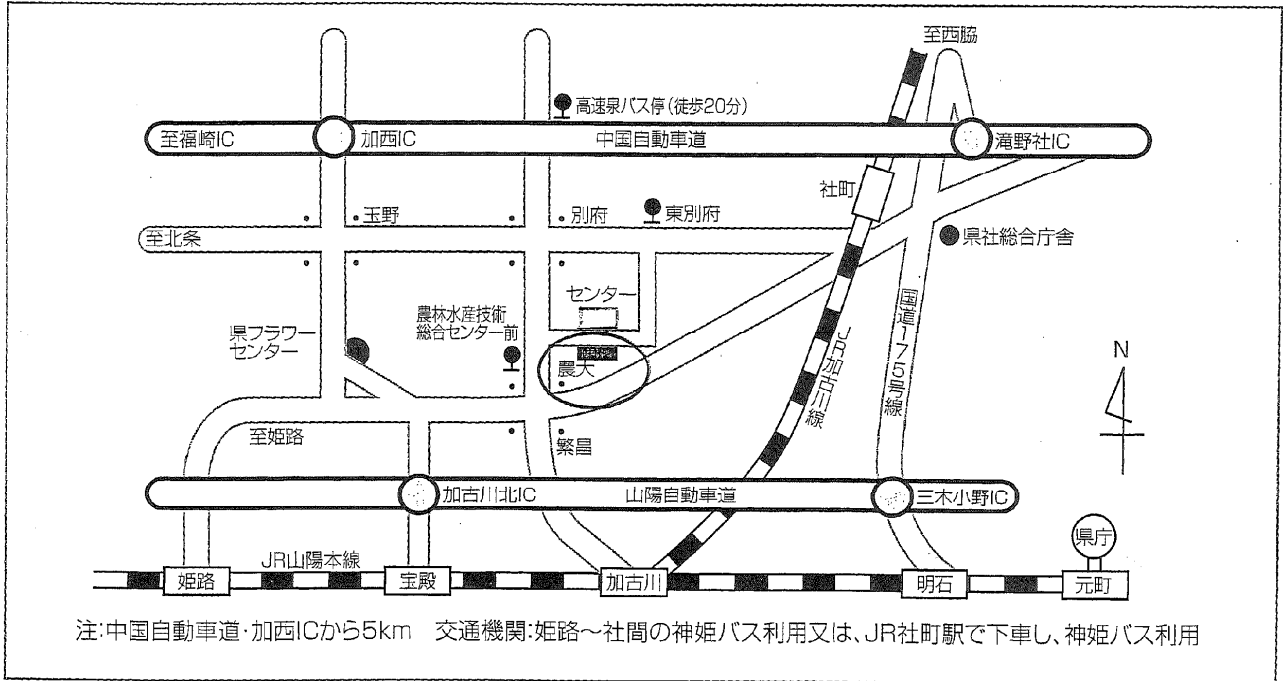 至西脇
高速泉バス停(徒歩20分)
至福崎IC
加西IC
中国自動車道
滝野社IC
社町
玉野
別府
東別府
至北条
県社総合庁舎
センター
農林水産技術
総合センター前
県フラワー
センター
農大
国道175号線
JR加古川線
N
至姫路
繁昌
加古川北IC
山陽自動車道
三木小野IC
県庁
JR山陽本線
姫路
宝殿
加古川
明石
元町
注:中国自動車道・加西ICから5km 交通機関:姫路～社間の神姫バス利用又は、JR社町駅で下車し、神姫バス利用